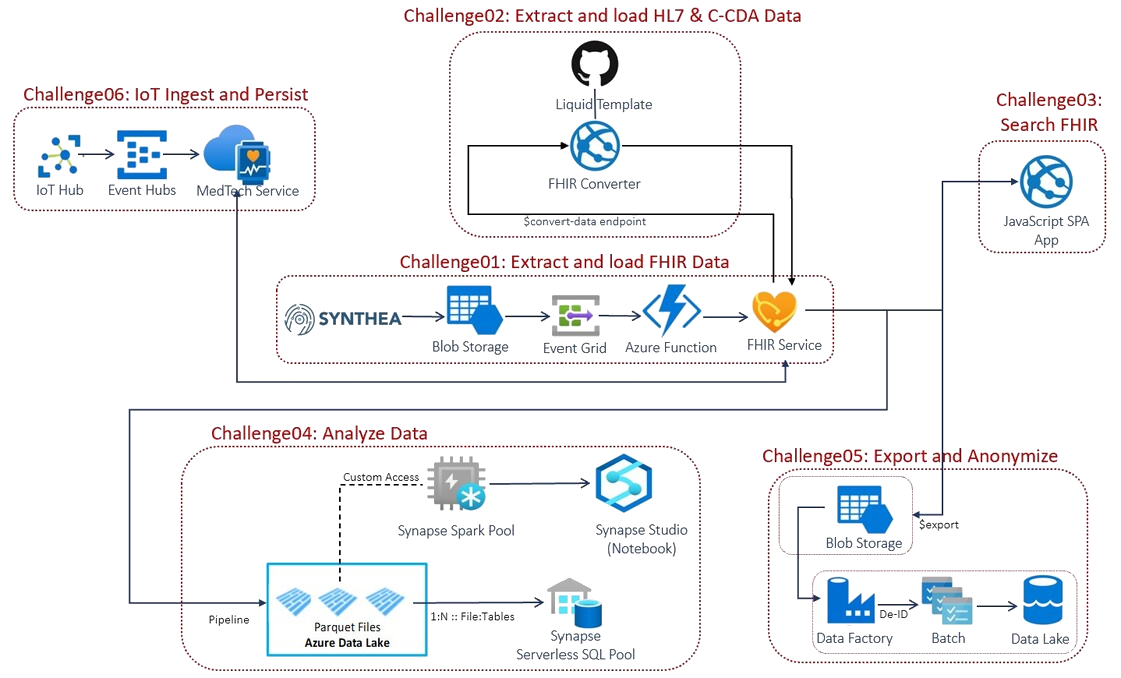 Challenge02: Extract and load HL7 & C-CDA Data
Liquid Template
FHIR Converter
$convert-data endpoint
Challenge06: IoT Ingest and Persist
IoT Hub
Event Hubs
MedTech Service
Challenge03:
Search FHIR
JavaScript SPA
App
Challenge01: Extract and load FHIR Data
SYNTHEA
Blob Storage
Event Grid
Azure Function
FHIR Service
Challenge04: Analyze Data
Custom Access
Synapse Spark Pool
Synapse Studio
(Notebook)
Pipeline
Parquet Files
Azure Data Lake
1:N :: File:Tables
Synapse
Serverless SQL Pool
Challenge05: Export and Anonymize
Blob Storage
$export
Data Factory
De-ID
Batch
Data Lake